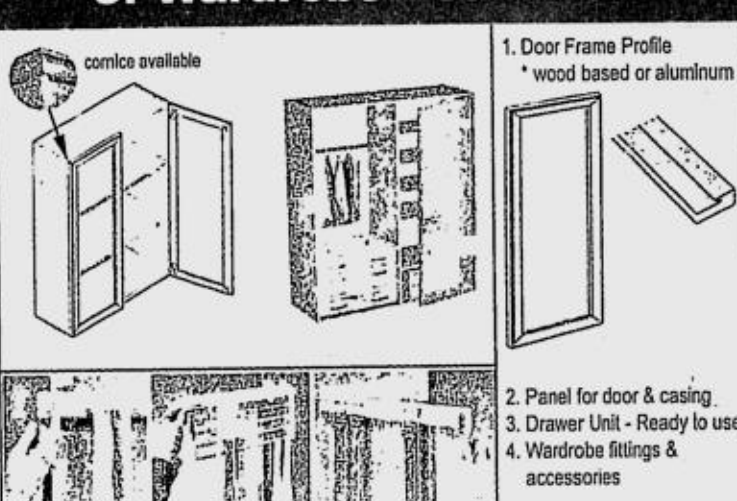 cornice available
1. Door Frame Profile
* wood based or aluminum
2. Panel for door & casing
3. Drawer Unit - Ready to use
4. Wardrobe fittings &
accessories